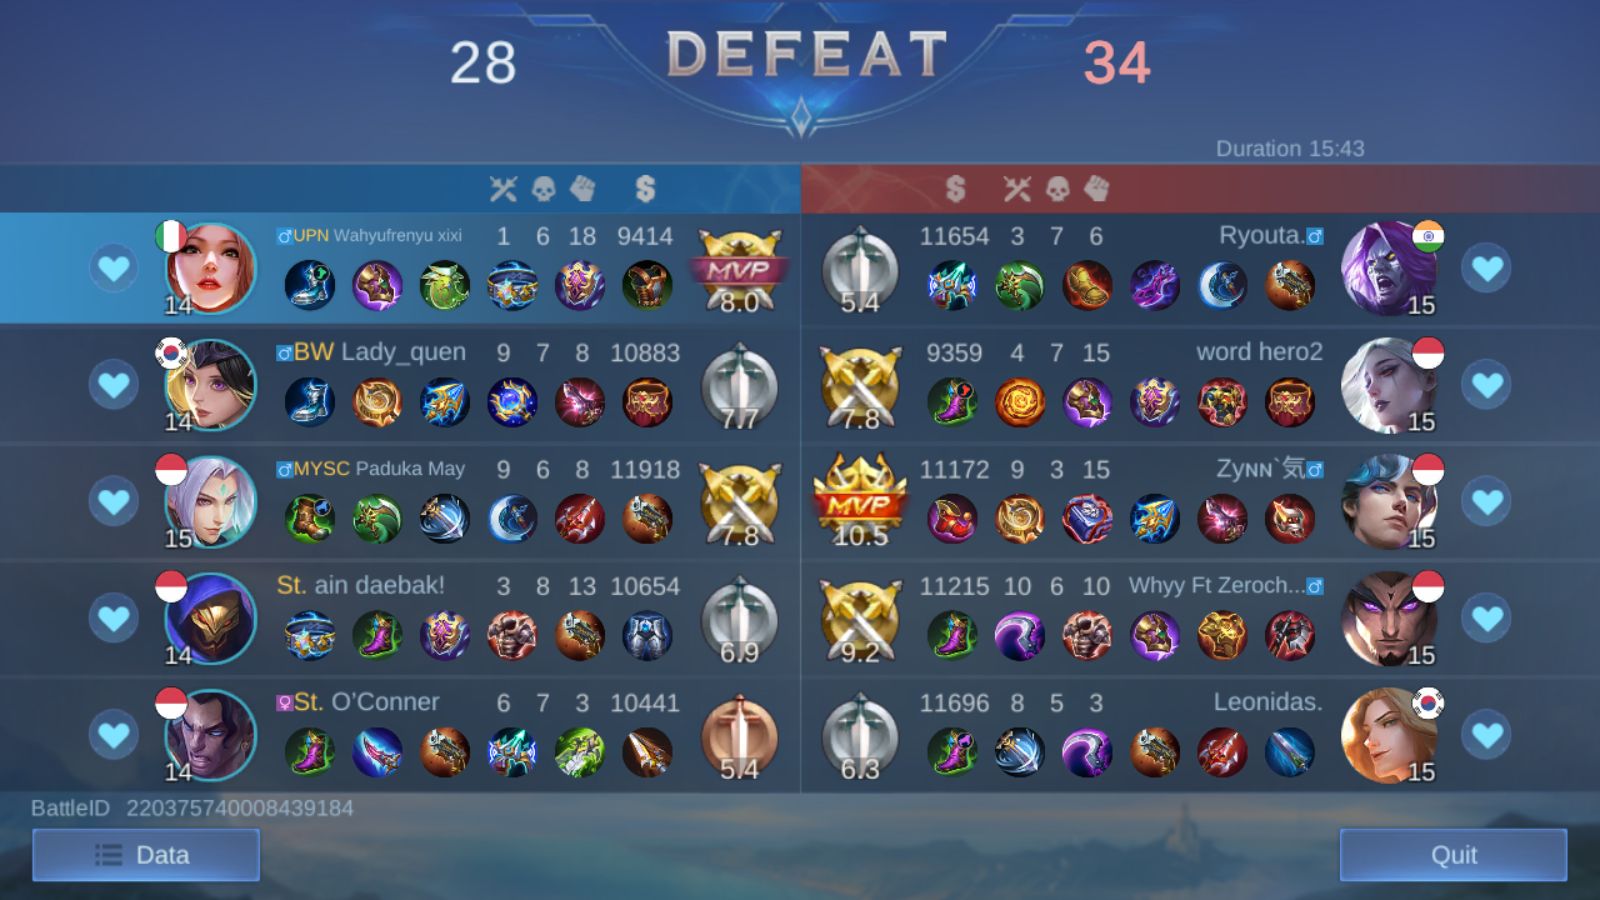 28 DEFEAT 34
Duration 15:43
UPN Wahyufrenyu xixi 1 6 18 9414 MVP 8.0 14
5.4 11654 3 7 6 Ryouta. 15
BW Lady_quen 9 7 8 10883 7.7 14
7.8 9359 4 7 15 word hero2 15
MYSC Paduka May 9 6 8 11918 7.8 15
MVP 10.5 11172 9 3 15 Zyɴɴ`気 15
St. ain daebak! 3 8 13 10654 6.9 14
9.2 11215 10 6 10 Whyy Ft Zeroch... 15
St. O'Conner 6 7 3 10441 5.4 14
6.3 11696 8 5 3 Leonidas. 15
BattleID 220375740008439184
Data
Quit